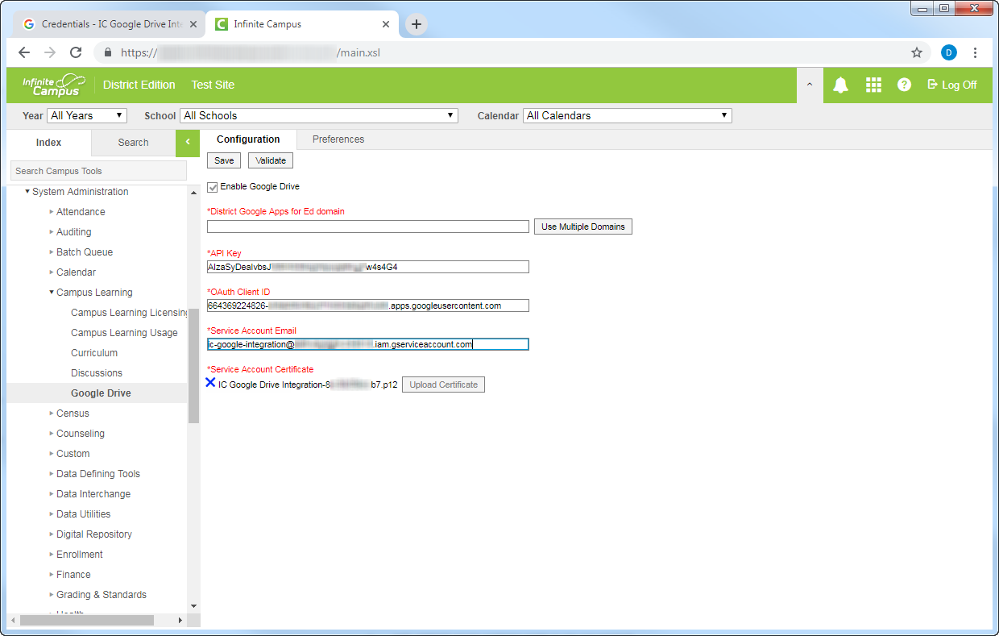 Credentials - IC Google Drive Inte
Infinite Campus
https:// /main.xsl
D
Infinite Campus
District Edition
Test Site
Log Off
Year All Years School All Schools Calendar All Calendars
Index
Search
Configuration
Preferences
Save
Validate
Search Campus Tools
Enable Google Drive
System Administration
Attendance
Auditing
Batch Queue
Calendar
Campus Learning
Campus Learning Licensing
Campus Learning Usage
Curriculum
Discussions
Google Drive
Census
Counseling
Custom
Data Defining Tools
Data Interchange
Data Utilities
Digital Repository
Enrollment
Finance
Grading & Standards
Health
*District Google Apps for Ed domain
Use Multiple Domains
*API Key
AIzaSyDealvbsJ w4s4G4
*OAuth Client ID
664369224826- .apps.googleusercontent.com
*Service Account Email
ic-google-integration@ .iam.gserviceaccount.com
*Service Account Certificate
IC Google Drive Integration-8 b7.p12
Upload Certificate